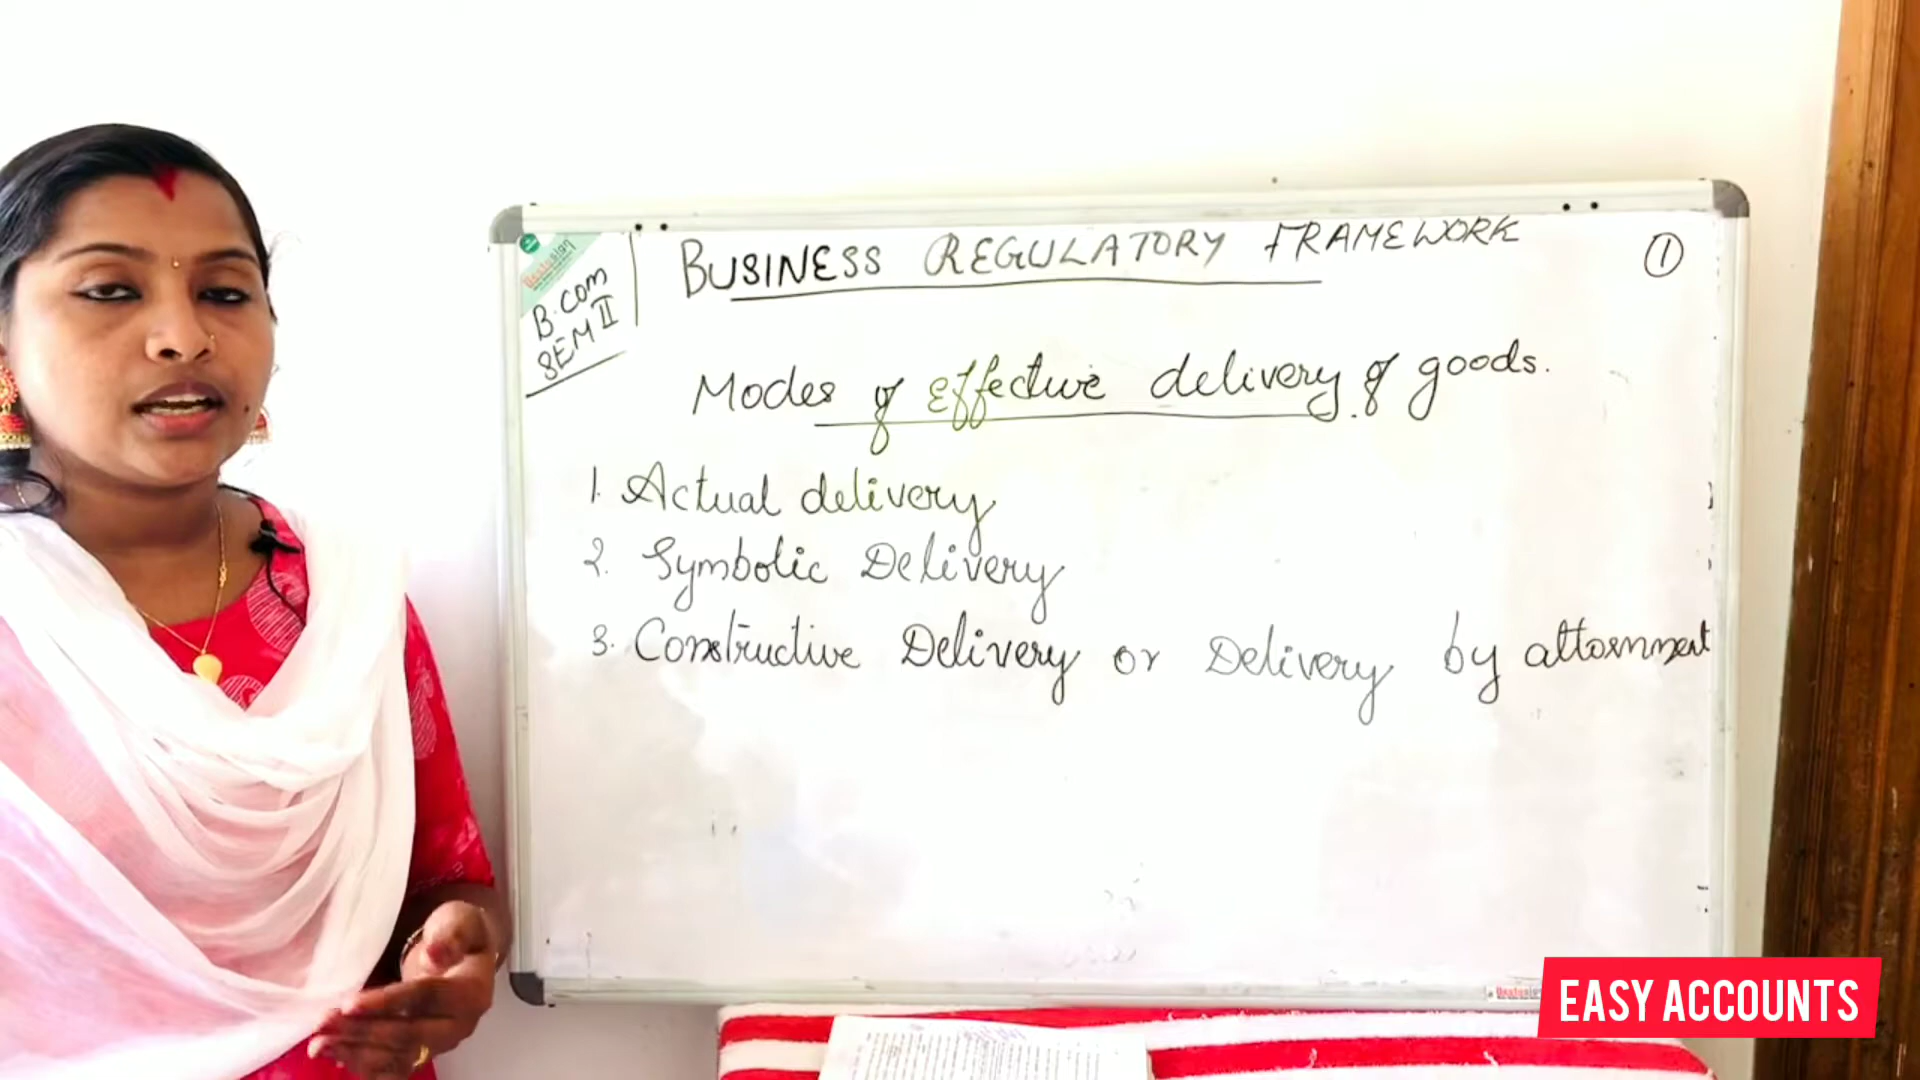 BUSINESS REGULATORY FRAMEWORK
1
B.Com
SEM II
Modes of effective delivery of goods.
1. Actual delivery
2. Symbolic Delivery
3. Constructive Delivery or Delivery by attornment
EASY ACCOUNTS